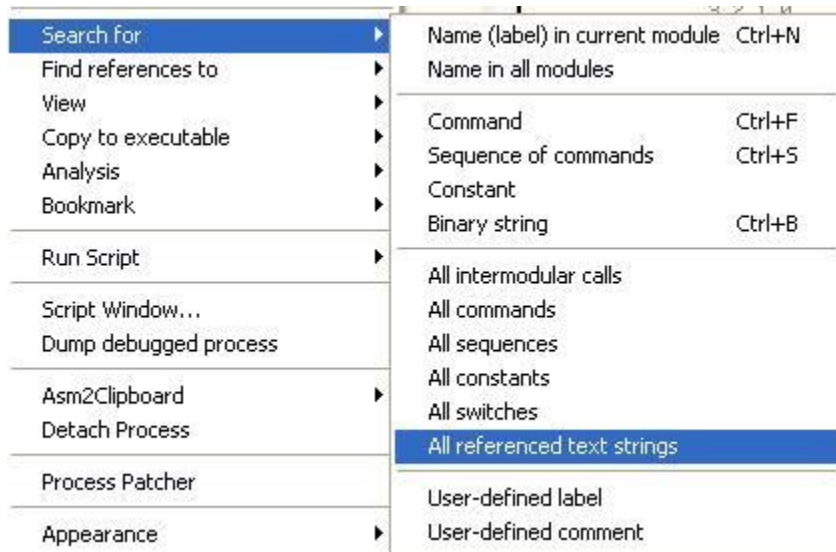 Search for
Find references to
View
Copy to executable
Analysis
Bookmark
Run Script
Script Window...
Dump debugged process
Asm2Clipboard
Detach Process
Process Patcher
Appearance
Name (label) in current module Ctrl+N
Name in all modules
Command Ctrl+F
Sequence of commands Ctrl+S
Constant
Binary string Ctrl+B
All intermodular calls
All commands
All sequences
All constants
All switches
All referenced text strings
User-defined label
User-defined comment